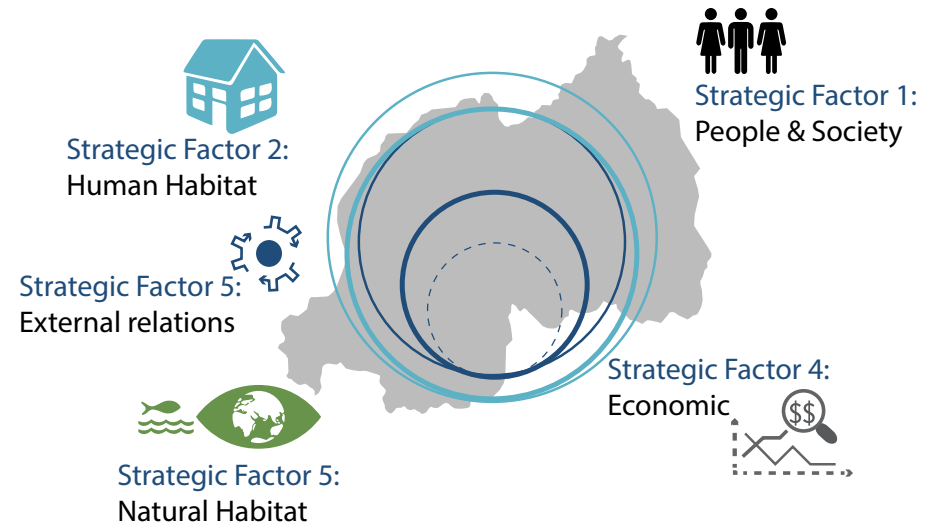 Strategic Factor 1:
People & Society
Strategic Factor 2:
Human Habitat
Strategic Factor 5:
External relations
Strategic Factor 4:
Economic
$$
Strategic Factor 5:
Natural Habitat